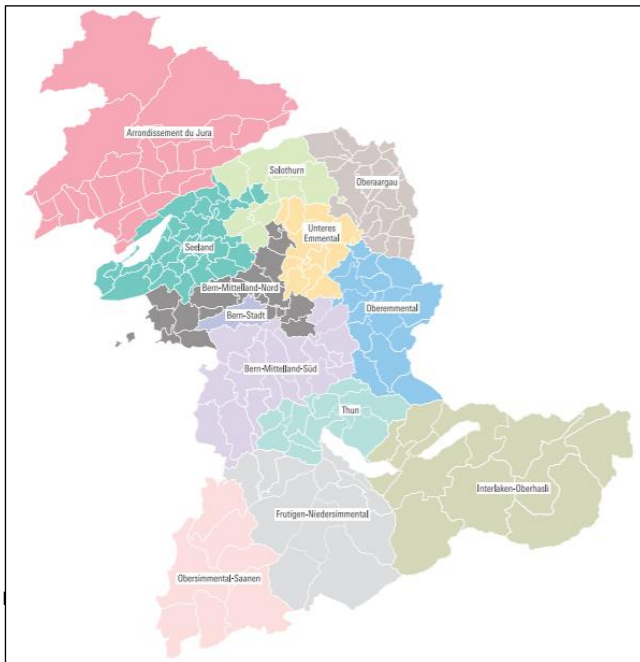 Arrondissement du Jura
Solothurn
Oberaargau
Unteres
Emmental
Seeland
Bern-Mittelland-Nord
Bern-Stadt
Oberemmental
Bern-Mittelland-Süd
Thun
Interlaken-Oberhasli
Frutigen-Niedersimmental
Obersimmental-Saanen